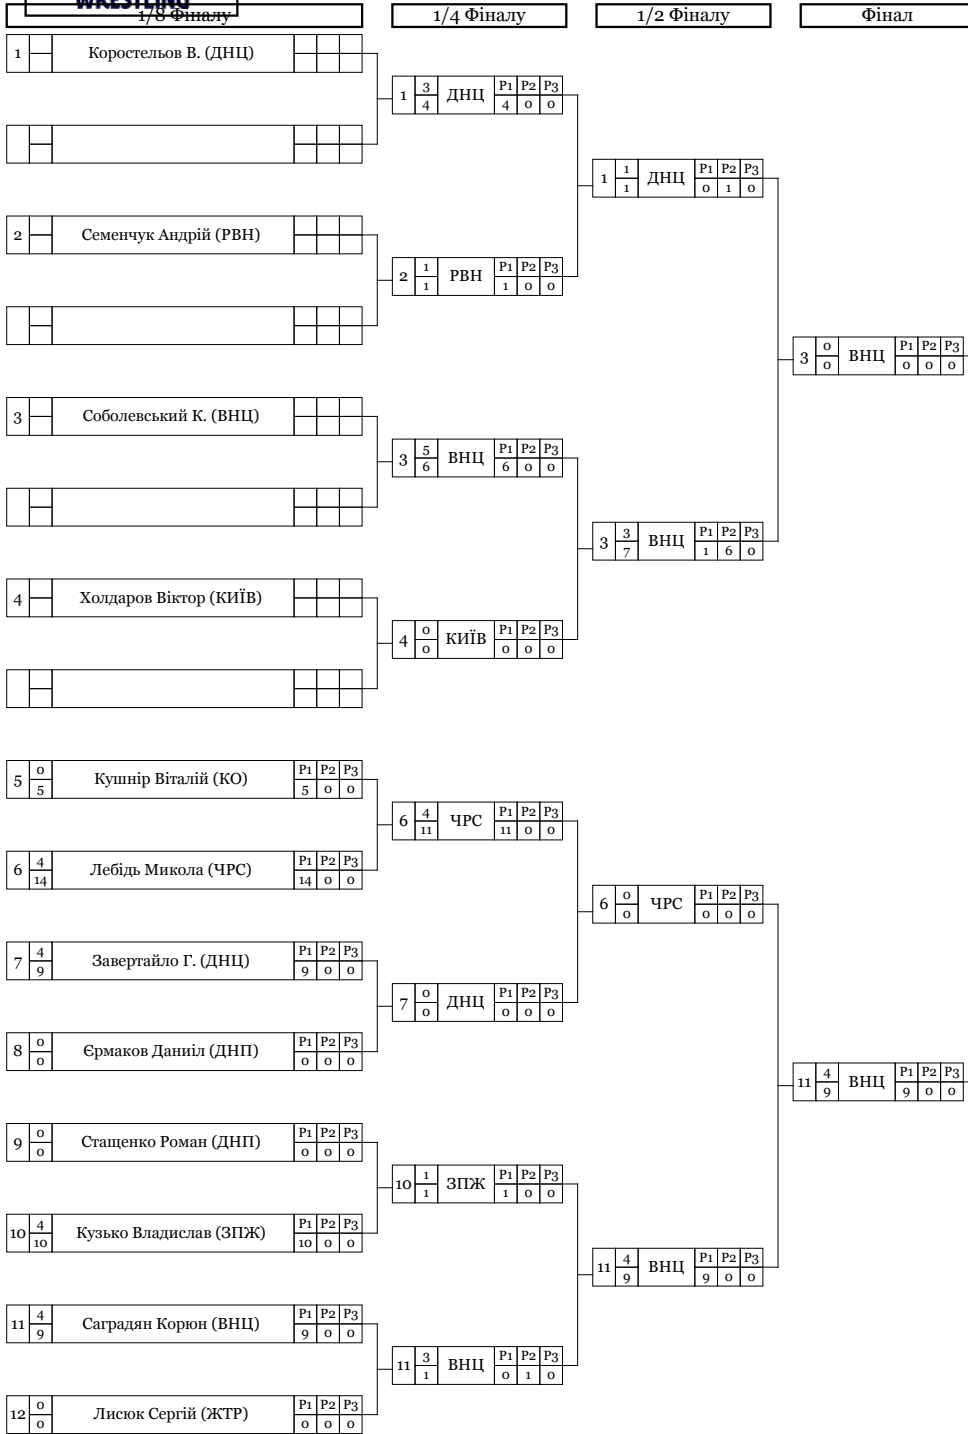 WRESTLING
1/8 Фіналу
1/4 Фіналу
1/2 Фіналу
Фінал
1 Коростельов В. (ДНЦ)
1 3 ДНЦ P1 P2 P3
4 4 0 0
1 1 ДНЦ P1 P2 P3
1 0 1 0
2 Семенчук Андрій (РВН)
2 1 РВН P1 P2 P3
1 1 0 0
3 0 ВНЦ P1 P2 P3
0 0 0 0
3 Соболевський К. (ВНЦ)
3 5 ВНЦ P1 P2 P3
6 6 0 0
3 3 ВНЦ P1 P2 P3
7 1 6 0
4 Холдаров Віктор (КИЇВ)
4 0 КИЇВ P1 P2 P3
0 0 0 0
5 0 Кушнір Віталій (КО) P1 P2 P3
5 5 0 0
6 4 ЧРС P1 P2 P3
11 11 0 0
6 4 Лебідь Микола (ЧРС) P1 P2 P3
14 14 0 0
6 0 ЧРС P1 P2 P3
0 0 0 0
7 4 Завертайло Г. (ДНЦ) P1 P2 P3
9 9 0 0
7 0 ДНЦ P1 P2 P3
0 0 0 0
8 0 Єрмаков Даниіл (ДНП) P1 P2 P3
0 0 0 0
11 4 ВНЦ P1 P2 P3
9 9 0 0
9 0 Стащенко Роман (ДНП) P1 P2 P3
0 0 0 0
10 1 ЗПЖ P1 P2 P3
1 1 0 0
10 4 Кузько Владислав (ЗПЖ) P1 P2 P3
10 10 0 0
11 4 ВНЦ P1 P2 P3
9 9 0 0
11 4 Саградян Корюн (ВНЦ) P1 P2 P3
9 9 0 0
11 3 ВНЦ P1 P2 P3
1 0 1 0
12 0 Лисюк Сергій (ЖТР) P1 P2 P3
0 0 0 0